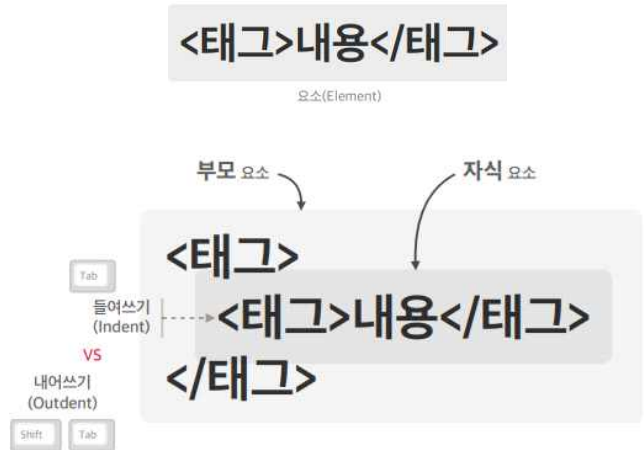 <태그>내용</태그>
요소(Element)
부모 요소
자식 요소
<태그>
Tab
들여쓰기
(Indent)
<태그>내용</태그>
VS
내어쓰기
(Outdent)
</태그>
Shift Tab